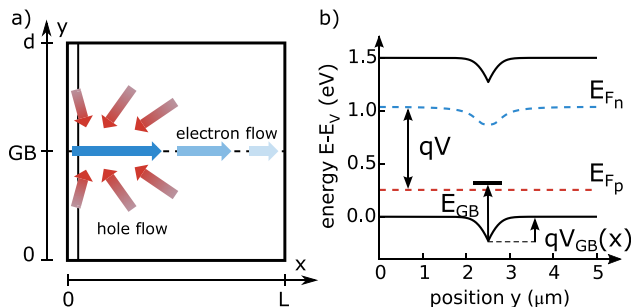 a)
y
d
electron flow
GB
hole flow
0
x
0
L
b)
energy E-E_V (eV)
1.5
1.0
0.5
0.0
E_Fn
qV
E_Fp
E_GB
qV_GB(x)
0
1
2
3
4
5
position y (μm)